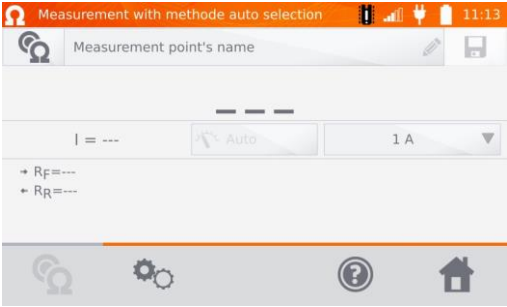 Ω Measurement with methode auto selection 11:13
Measurement point's name
---
I = --- Auto 1 A
→ RF=---
← RR=---